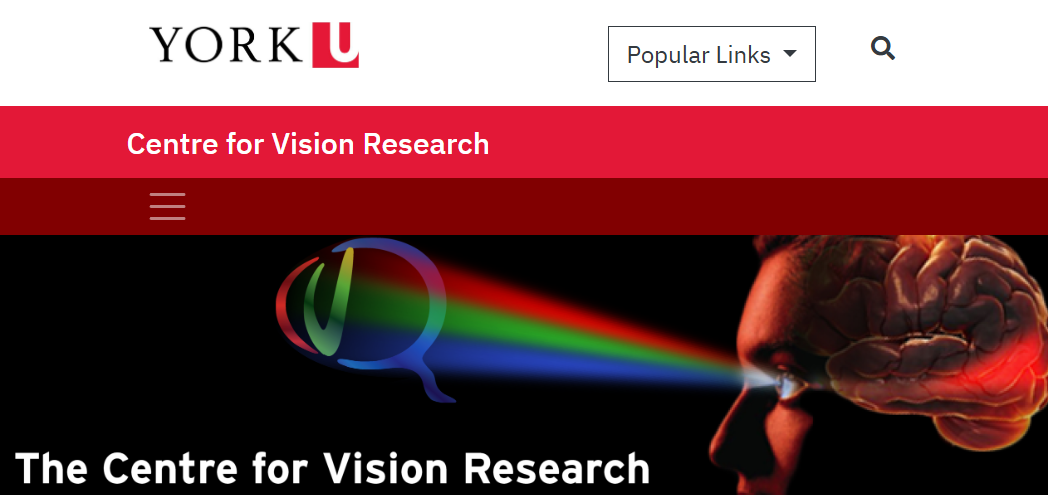 YORK U
Popular Links
Centre for Vision Research
The Centre for Vision Research